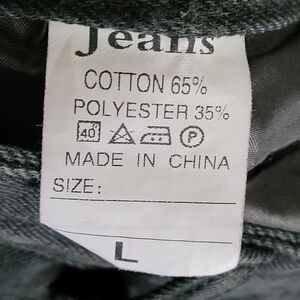 Jeans
COTTON 65%
POLYESTER 35%
40° P
MADE IN CHINA
SIZE:
L